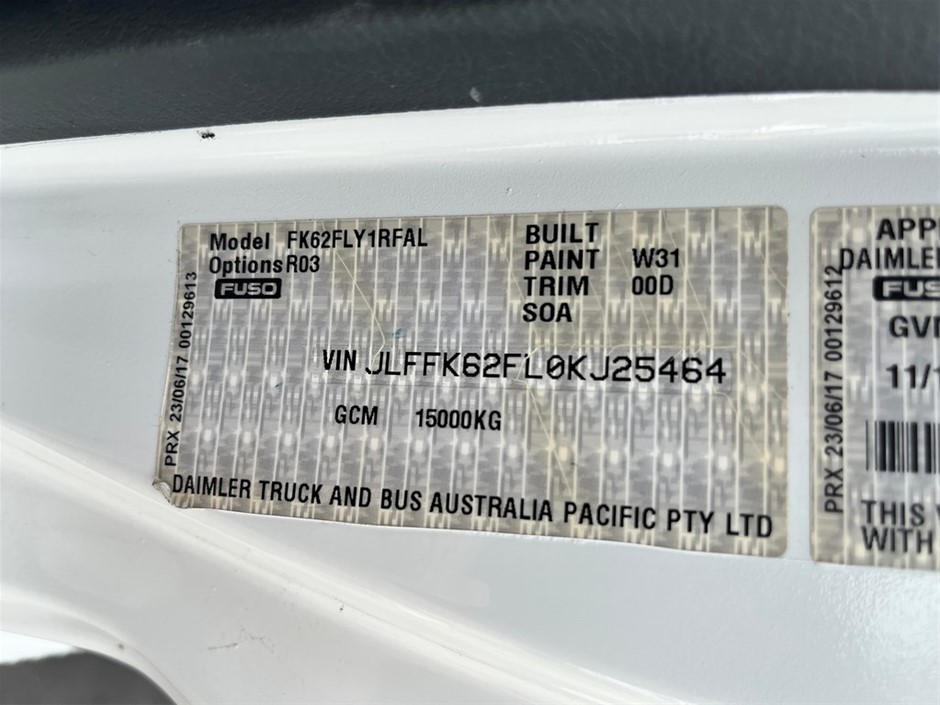 Model FK62FLY1RFAL
Options R03
FUSO
BUILT
PAINT W31
TRIM 00D
SOA
VIN JLFFK62FL0KJ25464
GCM 15000KG
DAIMLER TRUCK AND BUS AUSTRALIA PACIFIC PTY LTD
PRX 23/06/17 00129613
PRX 23/06/17 00129612
APP
DAIMLE
FUS
GV
11/1
THIS
WITH